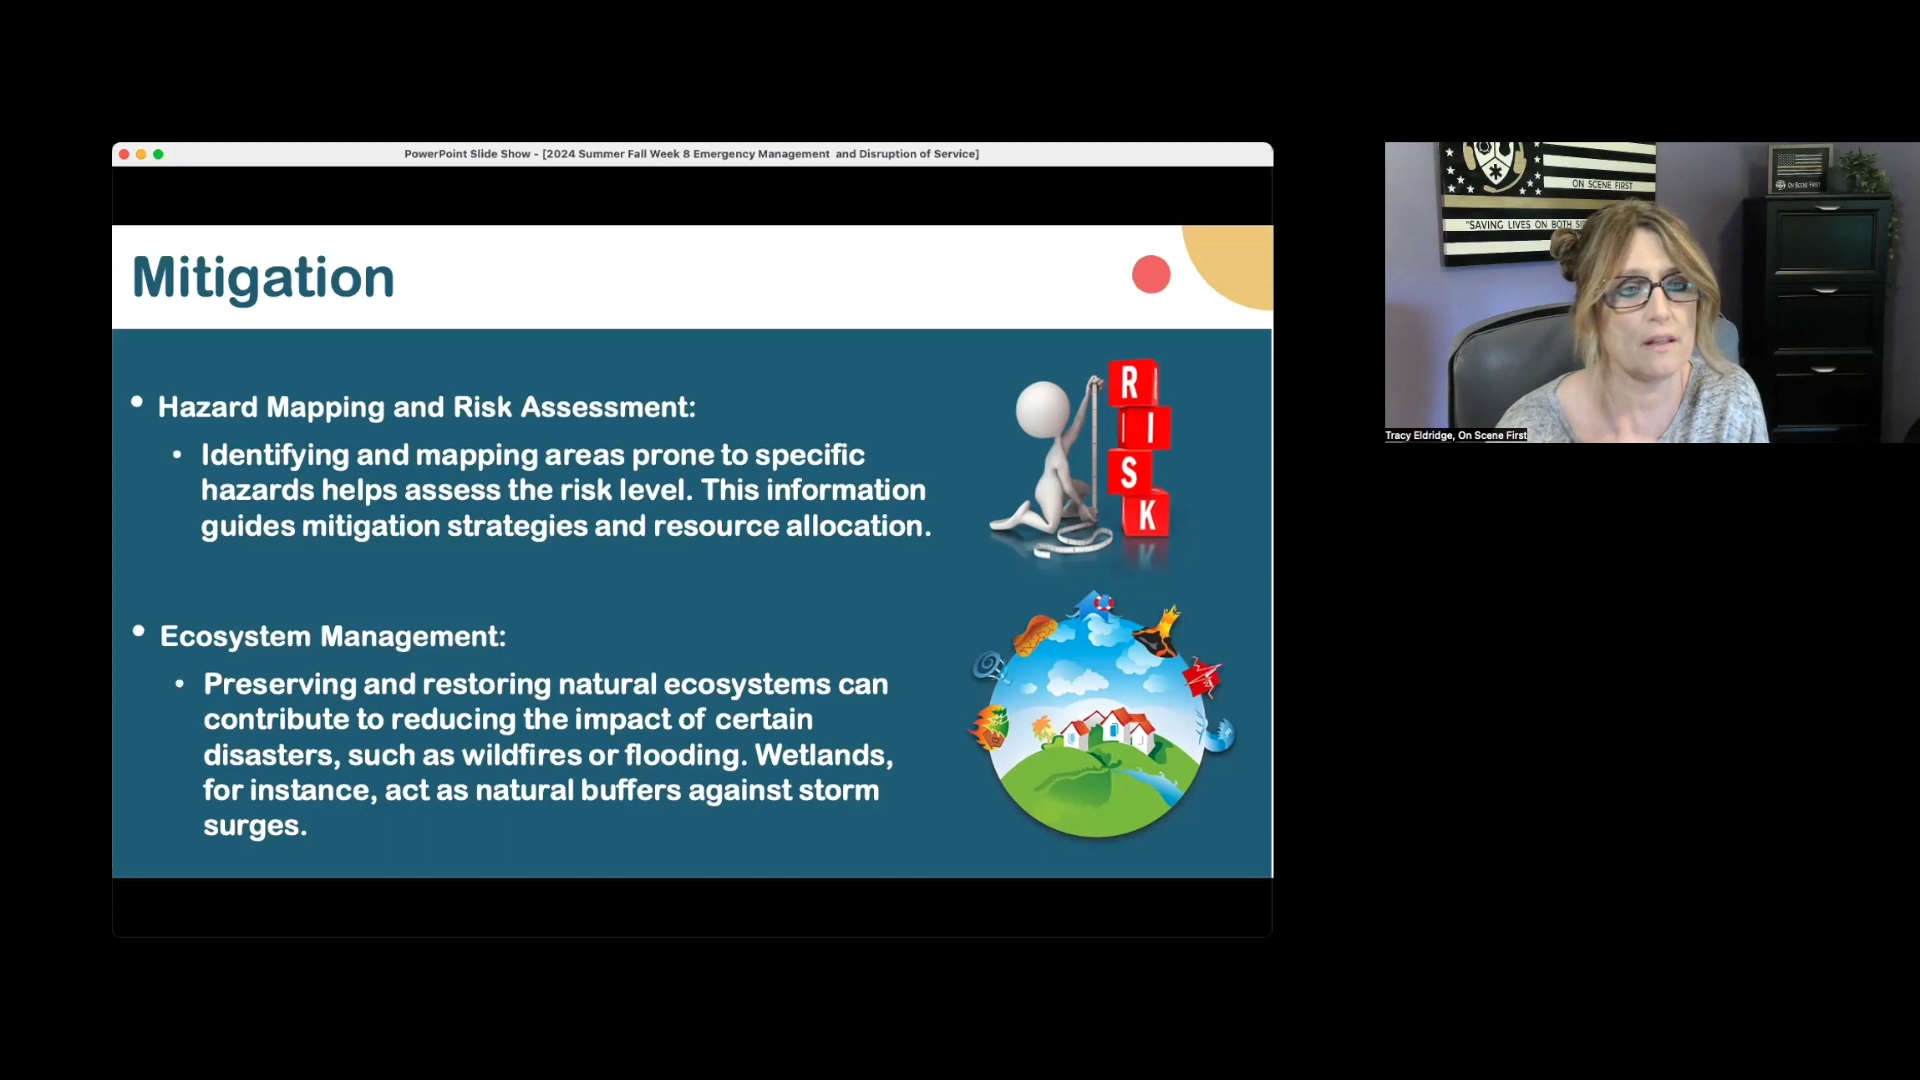 PowerPoint Slide Show - [2024 Summer Fall Week 8 Emergency Management  and Disruption of Service]
Mitigation
• Hazard Mapping and Risk Assessment:
• Identifying and mapping areas prone to specific
hazards helps assess the risk level. This information
guides mitigation strategies and resource allocation.
R
I
S
K
• Ecosystem Management:
• Preserving and restoring natural ecosystems can
contribute to reducing the impact of certain
disasters, such as wildfires or flooding. Wetlands,
for instance, act as natural buffers against storm
surges.
ON SCENE FIRST
"SAVING LIVES ON BOTH
ON SCENE FIRST
Tracy Eldridge, On Scene First